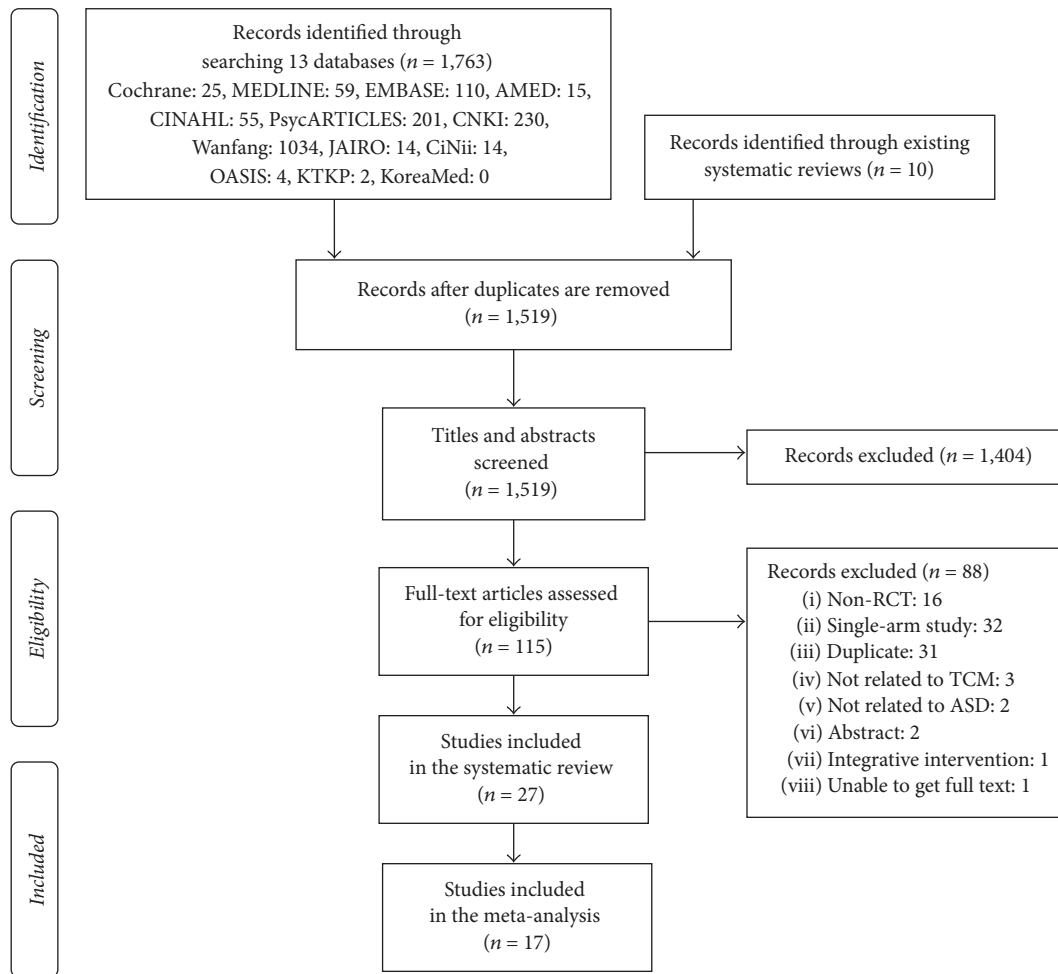 Identification
Records identified through
searching 13 databases (n = 1,763)
Cochrane: 25, MEDLINE: 59, EMBASE: 110, AMED: 15,
CINAHL: 55, PsycARTICLES: 201, CNKI: 230,
Wanfang: 1034, JAIRO: 14, CiNii: 14,
OASIS: 4, KTKP: 2, KoreaMed: 0
Records identified through existing
systematic reviews (n = 10)
Screening
Records after duplicates are removed
(n = 1,519)
Titles and abstracts
screened
(n = 1,519)
Records excluded (n = 1,404)
Eligibility
Full-text articles assessed
for eligibility
(n = 115)
Records excluded (n = 88)
(i) Non-RCT: 16
(ii) Single-arm study: 32
(iii) Duplicate: 31
(iv) Not related to TCM: 3
(v) Not related to ASD: 2
(vi) Abstract: 2
(vii) Integrative intervention: 1
(viii) Unable to get full text: 1
Studies included
in the systematic review
(n = 27)
Included
Studies included
in the meta-analysis
(n = 17)